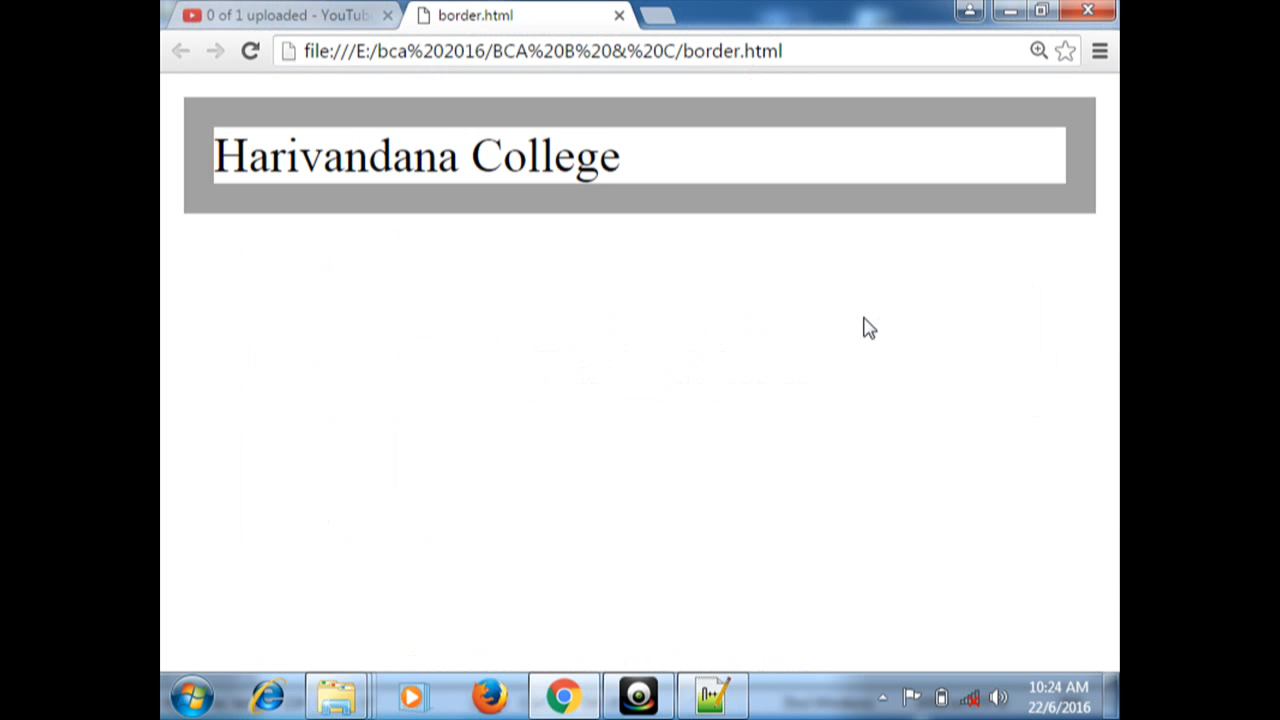 0 of 1 uploaded - YouTub
border.html
file:///E:/bca%202016/BCA%20B%20&%20C/border.html
Harivandana College
10:24 AM
22/6/2016